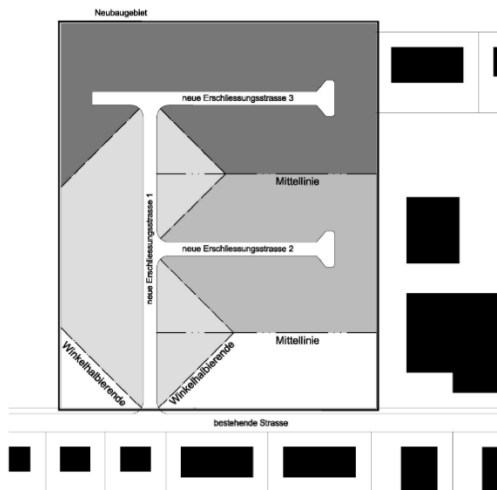 Neubaugebiet
neue Erschliessungsstrasse 3
Mittellinie
neue Erschliessungsstrasse 1
neue Erschliessungsstrasse 2
Mittellinie
Winkelhalbierende
Winkelhalbierende
bestehende Strasse